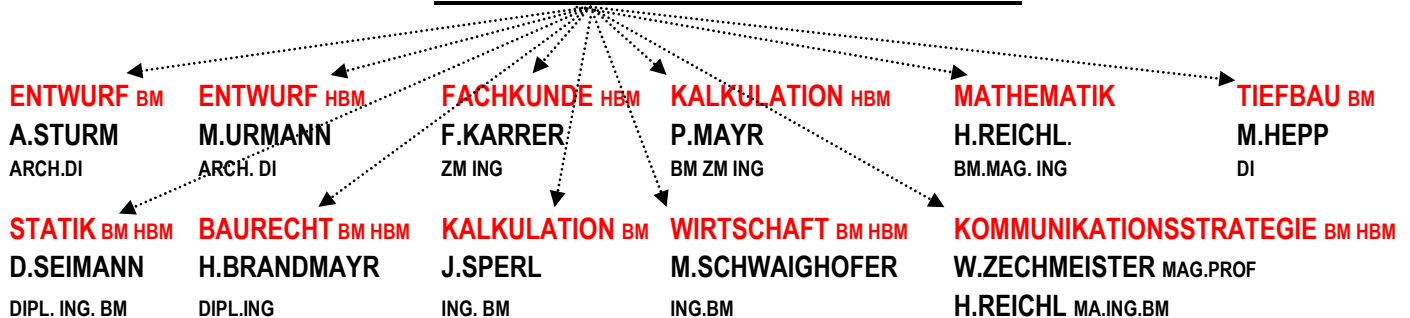 ENTWURF BM
A.STURM
ARCH.DI
ENTWURF HBM
M.URMANN
ARCH. DI
FACHKUNDE HBM
F.KARRER
ZM ING
KALKULATION HBM
P.MAYR
BM ZM ING
MATHEMATIK
H.REICHL.
BM.MAG. ING
TIEFBAU BM
M.HEPP
DI
STATIK BM HBM
D.SEIMANN
DIPL. ING. BM
BAURECHT BM HBM
H.BRANDMAYR
DIPL.ING
KALKULATION BM
J.SPERL
ING. BM
WIRTSCHAFT BM HBM
M.SCHWAIGHOFER
ING.BM
KOMMUNIKATIONSSTRATEGIE BM HBM
W.ZECHMEISTER MAG.PROF
H.REICHL MA.ING.BM